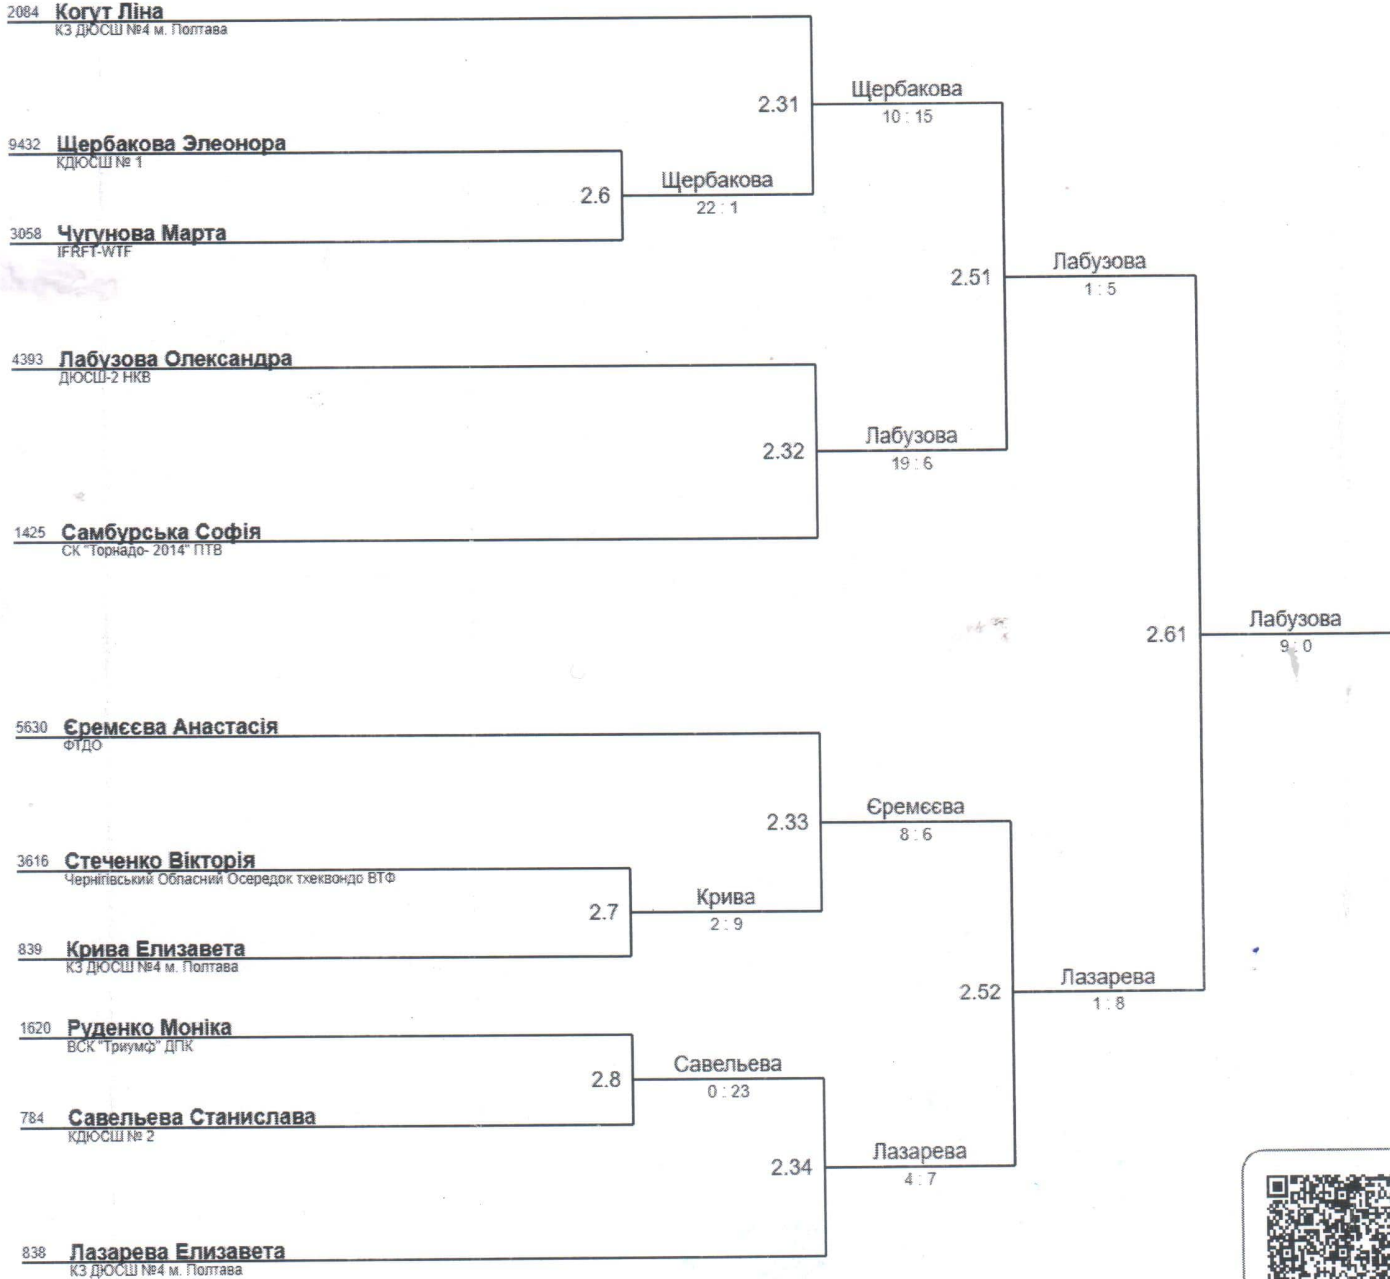 2084 Когут Ліна
КЗ ДЮСШ №4 м. Полтава
2.31
Щербакова
10 : 15
9432 Щербакова Элеонора
КДЮСШ № 1
2.6
Щербакова
22 : 1
3058 Чугунова Марта
IFRFT-WTF
2.51
Лабузова
1 : 5
4393 Лабузова Олександра
ДЮСШ-2 НКВ
2.32
Лабузова
19 : 6
1425 Самбурська Софія
СК "Торнадо- 2014" ПТВ
2.61
Лабузова
9 : 0
5630 Єремєєва Анастасія
ФТДО
2.33
Єремєєва
8 : 6
3616 Стеченко Вікторія
Чернігівський Обласний Осередок тхеквондо ВТФ
2.7
Крива
2 : 9
839 Крива Елизавета
КЗ ДЮСШ №4 м. Полтава
2.52
Лазарева
1 : 8
1620 Руденко Моніка
ВСК "Триумф" ДПК
2.8
Савельева
0 : 23
784 Савельева Станислава
КДЮСШ № 2
2.34
Лазарева
4 : 7
838 Лазарева Елизавета
КЗ ДЮСШ №4 м. Полтава